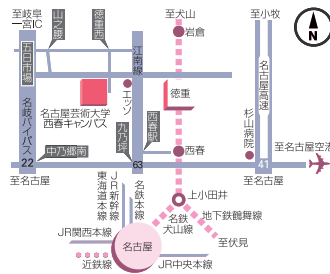 至岐阜
一宮IC
山之腰
徳重西
至犬山
岩倉
至小牧
N
五日市場
江南線
エッソ
徳重
名古屋高速
名岐バイパス
名古屋芸術大学
西春キャンパス
九之坪
西春駅
杉山病院
至名古屋空港
22
中之郷南
63
西春
41
至名古屋
至名古屋
東海道本線
JR新幹線
名鉄本線
上小田井
名鉄
犬山線
地下鉄鶴舞線
JR関西本線
名古屋
至伏見
近鉄線
JR中央本線